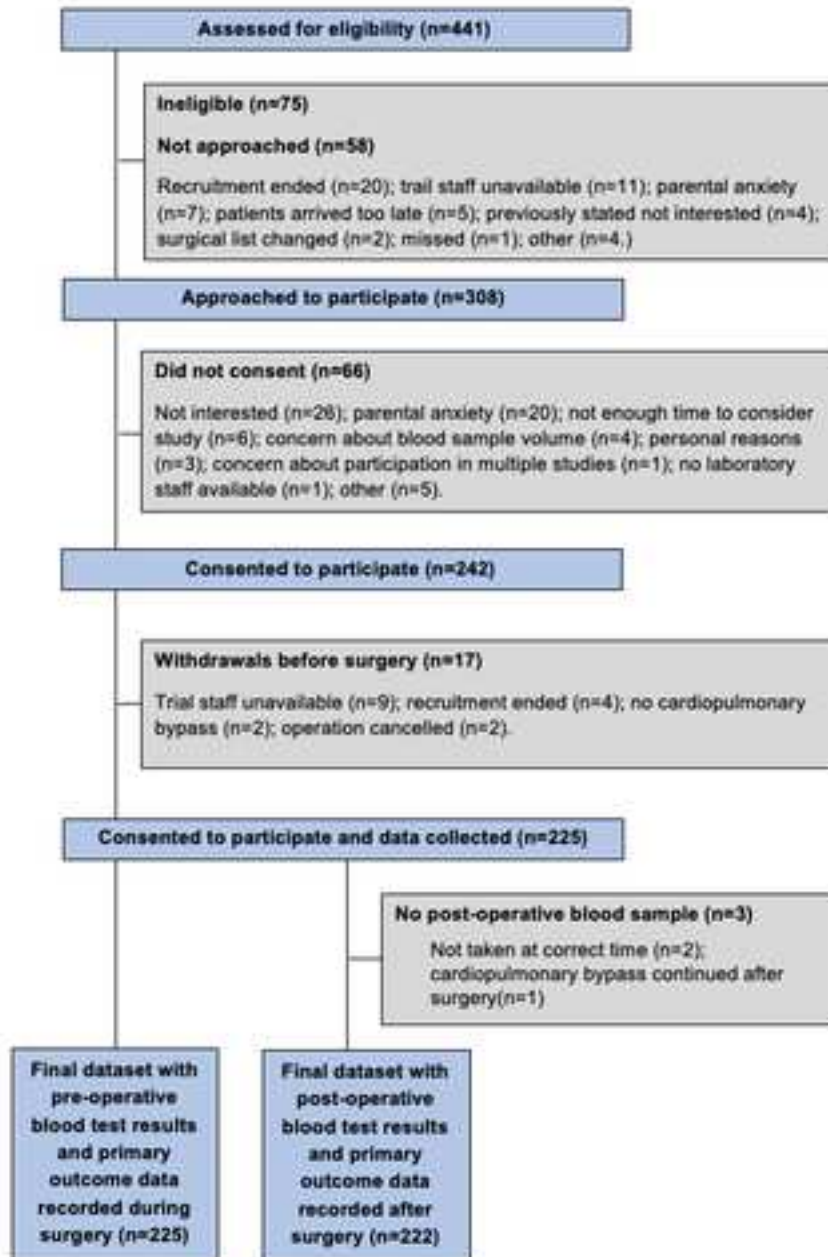 Assessed for eligibility (n=441)
Ineligible (n=75)
Not approached (n=58)
Recruitment ended (n=20); trail staff unavailable (n=11); parental anxiety
(n=7); patients arrived too late (n=5); previously stated not interested (n=4);
surgical list changed (n=2); missed (n=1); other (n=4.)
Approached to participate (n=308)
Did not consent (n=66)
Not interested (n=26); parental anxiety (n=20); not enough time to consider
study (n=6); concern about blood sample volume (n=4); personal reasons
(n=3); concern about participation in multiple studies (n=1); no laboratory
staff available (n=1); other (n=5).
Consented to participate (n=242)
Withdrawals before surgery (n=17)
Trial staff unavailable (n=9); recruitment ended (n=4); no cardiopulmonary
bypass (n=2); operation cancelled (n=2).
Consented to participate and data collected (n=225)
No post-operative blood sample (n=3)
Not taken at correct time (n=2);
cardiopulmonary bypass continued after
surgery(n=1)
Final dataset with
pre-operative
blood test results
and primary
outcome data
recorded during
surgery (n=225)
Final dataset with
post-operative
blood test results
and primary
outcome data
recorded after
surgery (n=222)